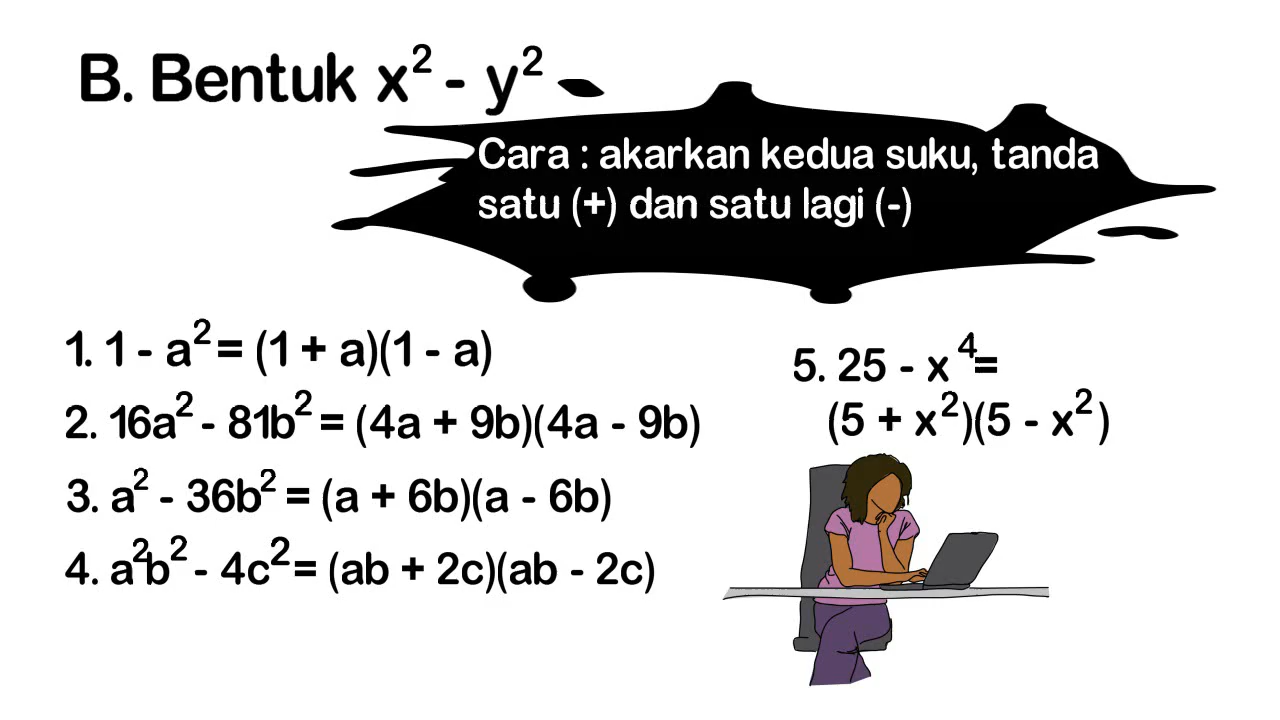 B. Bentuk x² - y²
Cara : akarkan kedua suku, tanda
satu (+) dan satu lagi (-)
1. 1 - a² = (1 + a)(1 - a)
2. 16a² - 81b² = (4a + 9b)(4a - 9b)
3. a² - 36b² = (a + 6b)(a - 6b)
4. a²b² - 4c² = (ab + 2c)(ab - 2c)
5. 25 - x⁴ =
(5 + x²)(5 - x²)